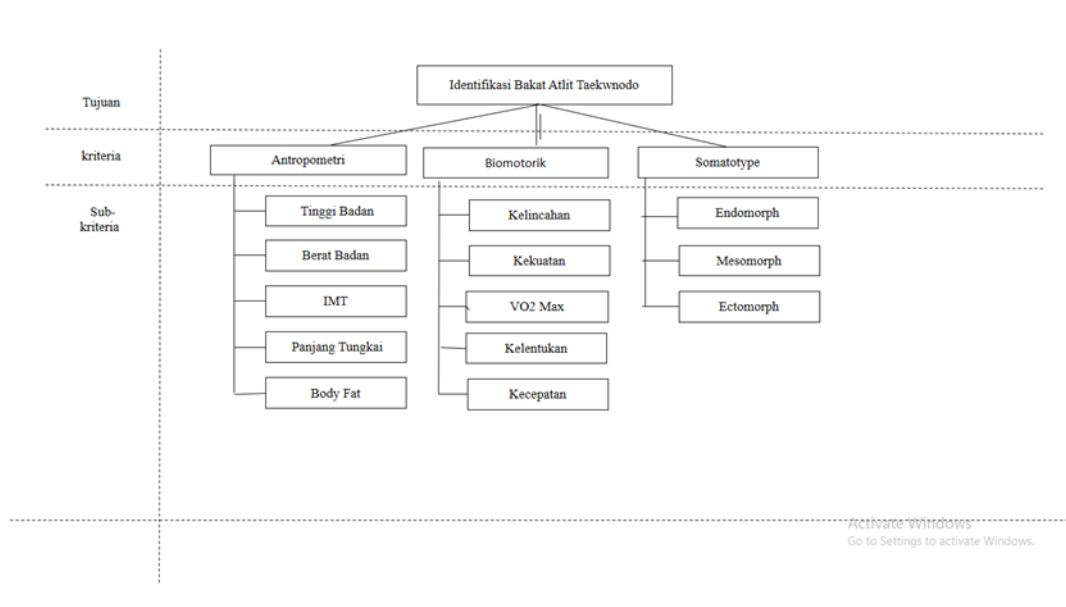 Identifikasi Bakat Atlit Taekwnodo
Tujuan
kriteria
Antropometri
Biomotorik
Somatotype
Sub-
kriteria
Tinggi Badan
Berat Badan
IMT
Panjang Tungkai
Body Fat
Kelincahan
Kekuatan
VO2 Max
Kelentukan
Kecepatan
Endomorph
Mesomorph
Ectomorph
Activate Windows
Go to Settings to activate Windows.